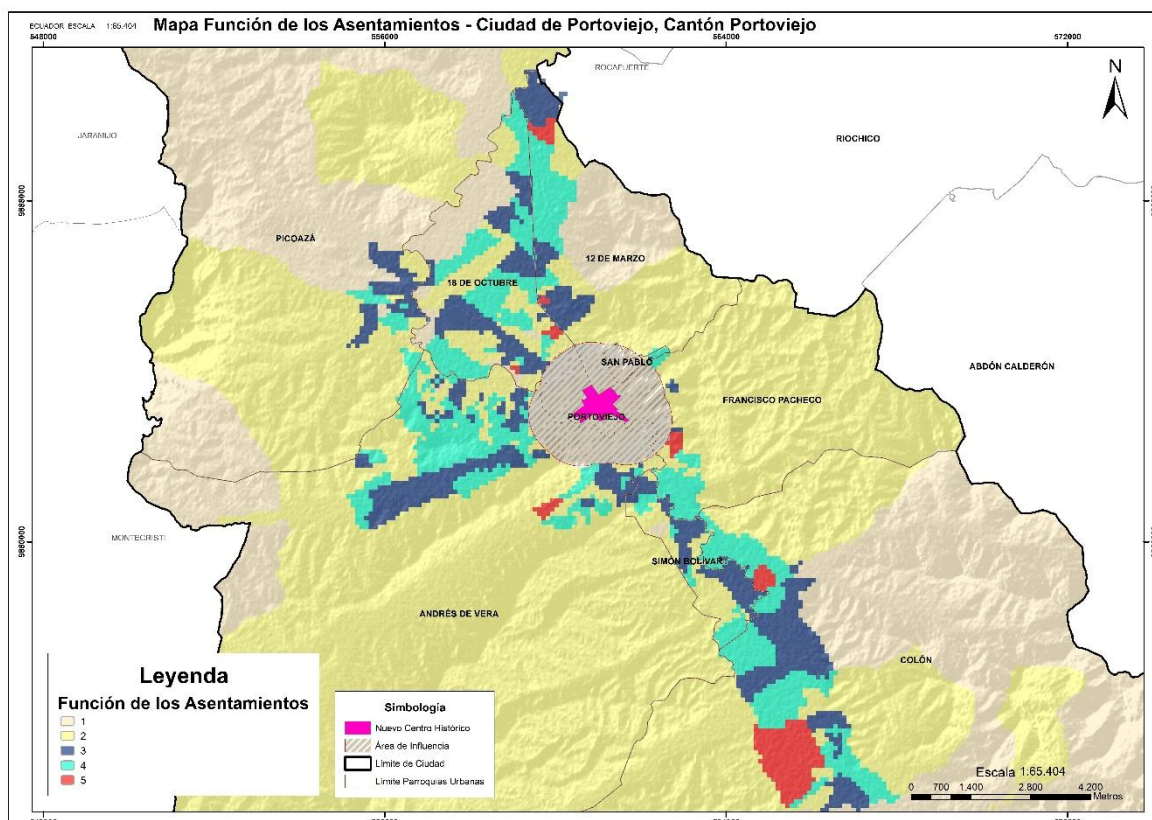 ECUADOR ESCALA 1:65.404
Mapa Función de los Asentamientos - Ciudad de Portoviejo, Cantón Portoviejo
548000 556000 564000 572000
ROCAFUERTE
N
JARAMIJO
RIOCHICO
9888000
PICOAZÁ
12 DE MARZO
18 DE OCTUBRE
SAN PABLO
ABDÓN CALDERÓN
FRANCISCO PACHECO
PORTOVIEJO
9880000
MONTECRISTI
SIMÓN BOLÍVAR
ANDRÉS DE VERA
COLÓN
Leyenda
Función de los Asentamientos
1
2
3
4
5
Simbología
Nuevo Centro Histórico
Área de Influencia
Límite de Ciudad
Límite Parroquias Urbanas
Escala 1:65.404
0 700 1.400 2.800 4.200
Metros